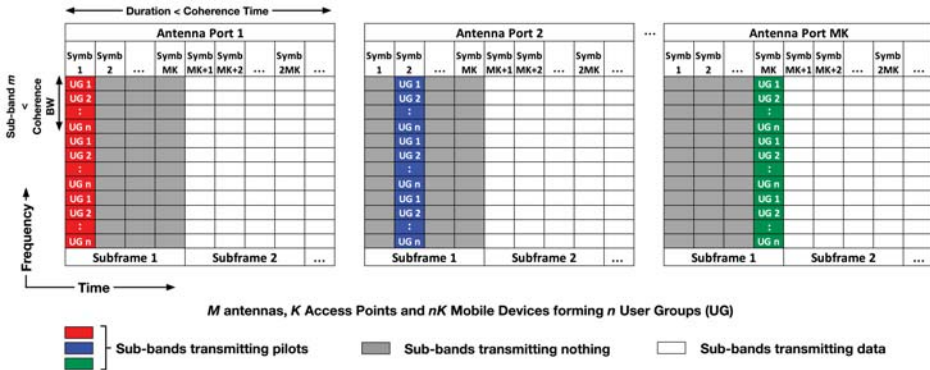 Duration < Coherence Time
Antenna Port 1
Antenna Port 2
...
Antenna Port MK
Symb 1
Symb 2
...
Symb MK
Symb MK+1
Symb MK+2
...
Symb 2MK
...
Symb 1
Symb 2
...
Symb MK
Symb MK+1
Symb MK+2
...
Symb 2MK
...
Symb 1
Symb 2
...
Symb MK
Symb MK+1
Symb MK+2
...
Symb 2MK
...
Sub-band m
<
Coherence
BW
UG 1
UG 2
:
UG n
UG 1
UG 2
:
UG n
UG 1
UG 2
:
UG n
UG 1
UG 2
:
UG n
UG 1
UG 2
:
UG n
UG 1
UG 2
:
UG n
UG 1
UG 2
:
UG n
UG 1
UG 2
:
UG n
UG 1
UG 2
:
UG n
Subframe 1
Subframe 2
...
Subframe 1
Subframe 2
...
Subframe 1
Subframe 2
...
Frequency
Time
M antennas, K Access Points and nK Mobile Devices forming n User Groups (UG)
Sub-bands transmitting pilots
Sub-bands transmitting nothing
Sub-bands transmitting data